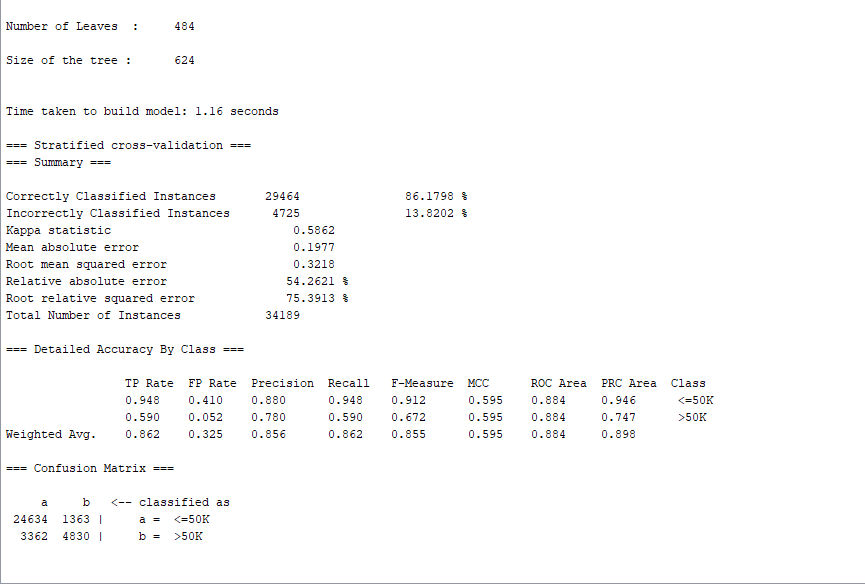 Number of Leaves  :     484
Size of the tree :      624
Time taken to build model: 1.16 seconds
=== Stratified cross-validation ===
=== Summary ===
Correctly Classified Instances       29464               86.1798 %
Incorrectly Classified Instances      4725               13.8202 %
Kappa statistic                          0.5862
Mean absolute error                      0.1977
Root mean squared error                  0.3218
Relative absolute error                 54.2621 %
Root relative squared error             75.3913 %
Total Number of Instances            34189
=== Detailed Accuracy By Class ===
                 TP Rate  FP Rate  Precision  Recall   F-Measure  MCC      ROC Area  PRC Area  Class
                 0.948    0.410    0.880      0.948    0.912      0.595    0.884     0.946      <=50K
                 0.590    0.052    0.780      0.590    0.672      0.595    0.884     0.747      >50K
Weighted Avg.    0.862    0.325    0.856      0.862    0.855      0.595    0.884     0.898
=== Confusion Matrix ===
     a     b   <-- classified as
 24634  1363 |     a =  <=50K
  3362  4830 |     b =  >50K